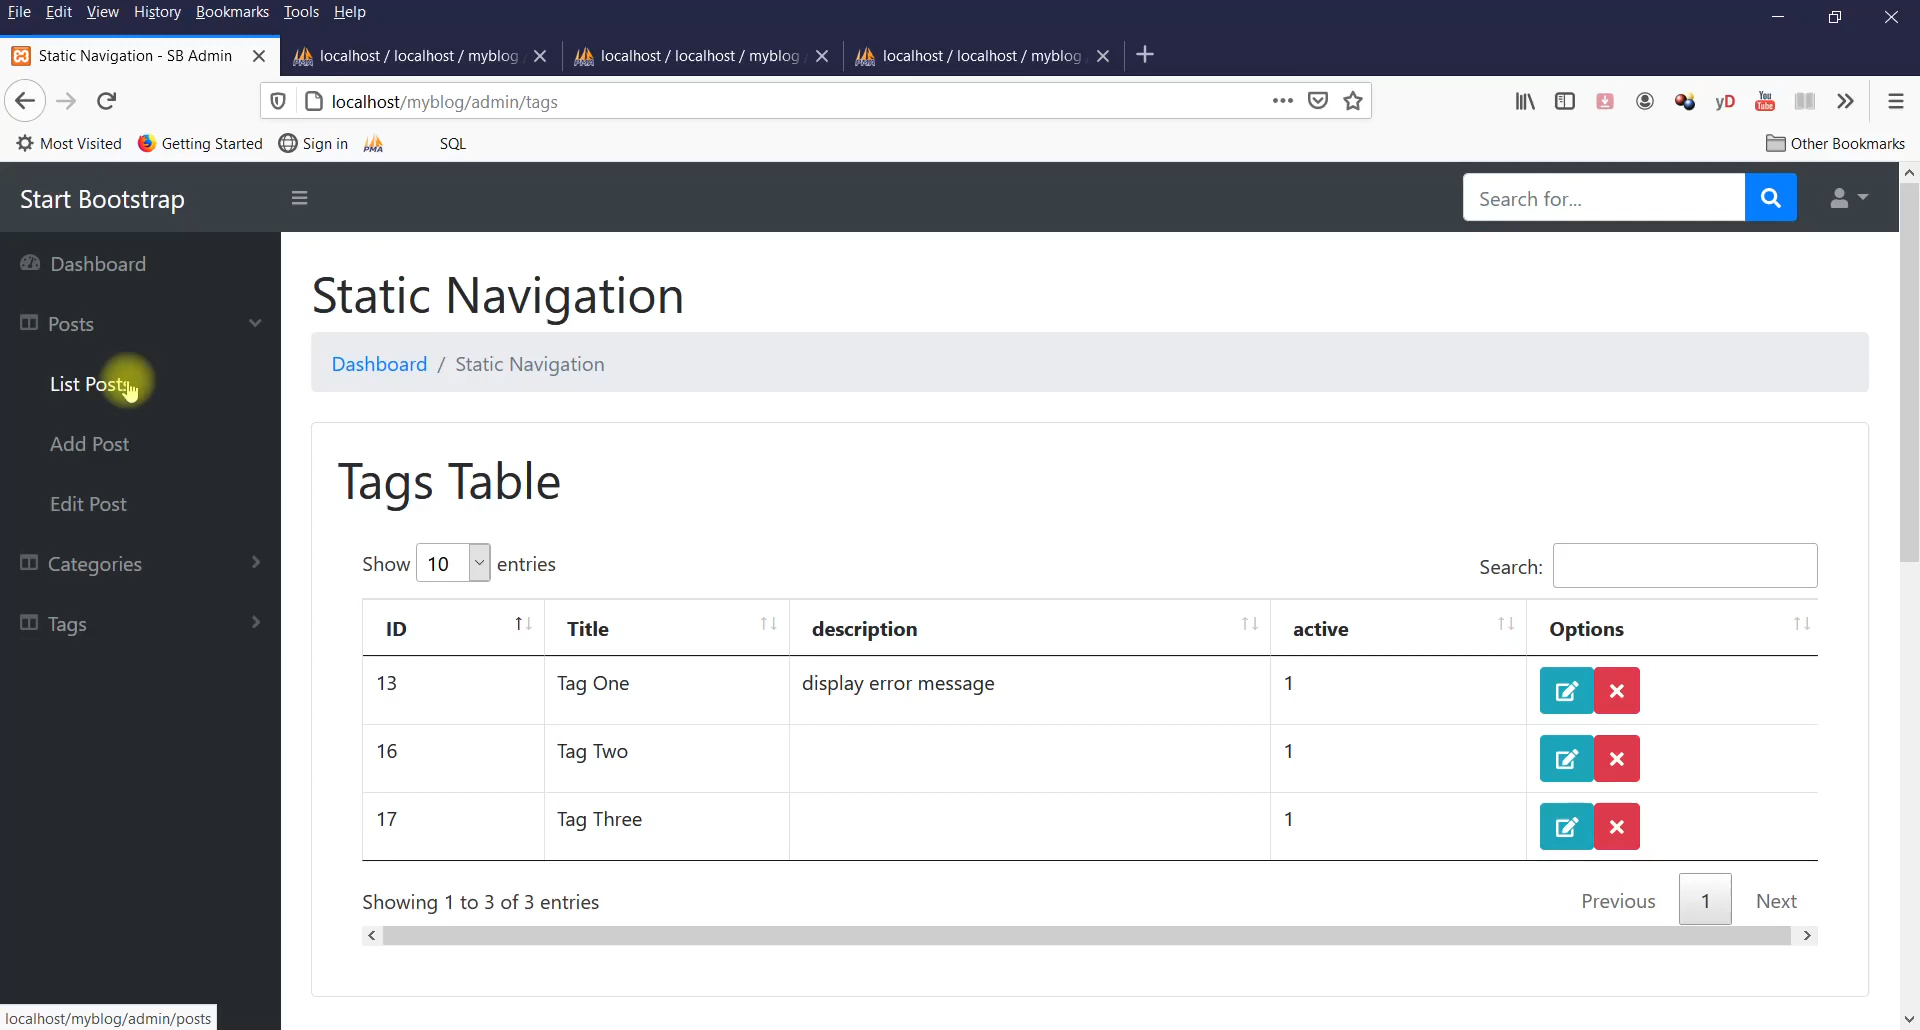 File Edit View History Bookmarks Tools Help
Static Navigation - SB Admin
localhost / localhost / myblog
localhost / localhost / myblog
localhost / localhost / myblog
localhost/myblog/admin/tags
yD
You Tube
Most Visited Getting Started Sign in PMA SQL Other Bookmarks
Start Bootstrap
Search for...
Dashboard
Posts
List Posts
Add Post
Edit Post
Categories
Tags
Static Navigation
Dashboard / Static Navigation
Tags Table
Show 10 entries
Search:
ID Title description active Options
13 Tag One display error message 1
16 Tag Two 1
17 Tag Three 1
Showing 1 to 3 of 3 entries
Previous 1 Next
localhost/myblog/admin/posts